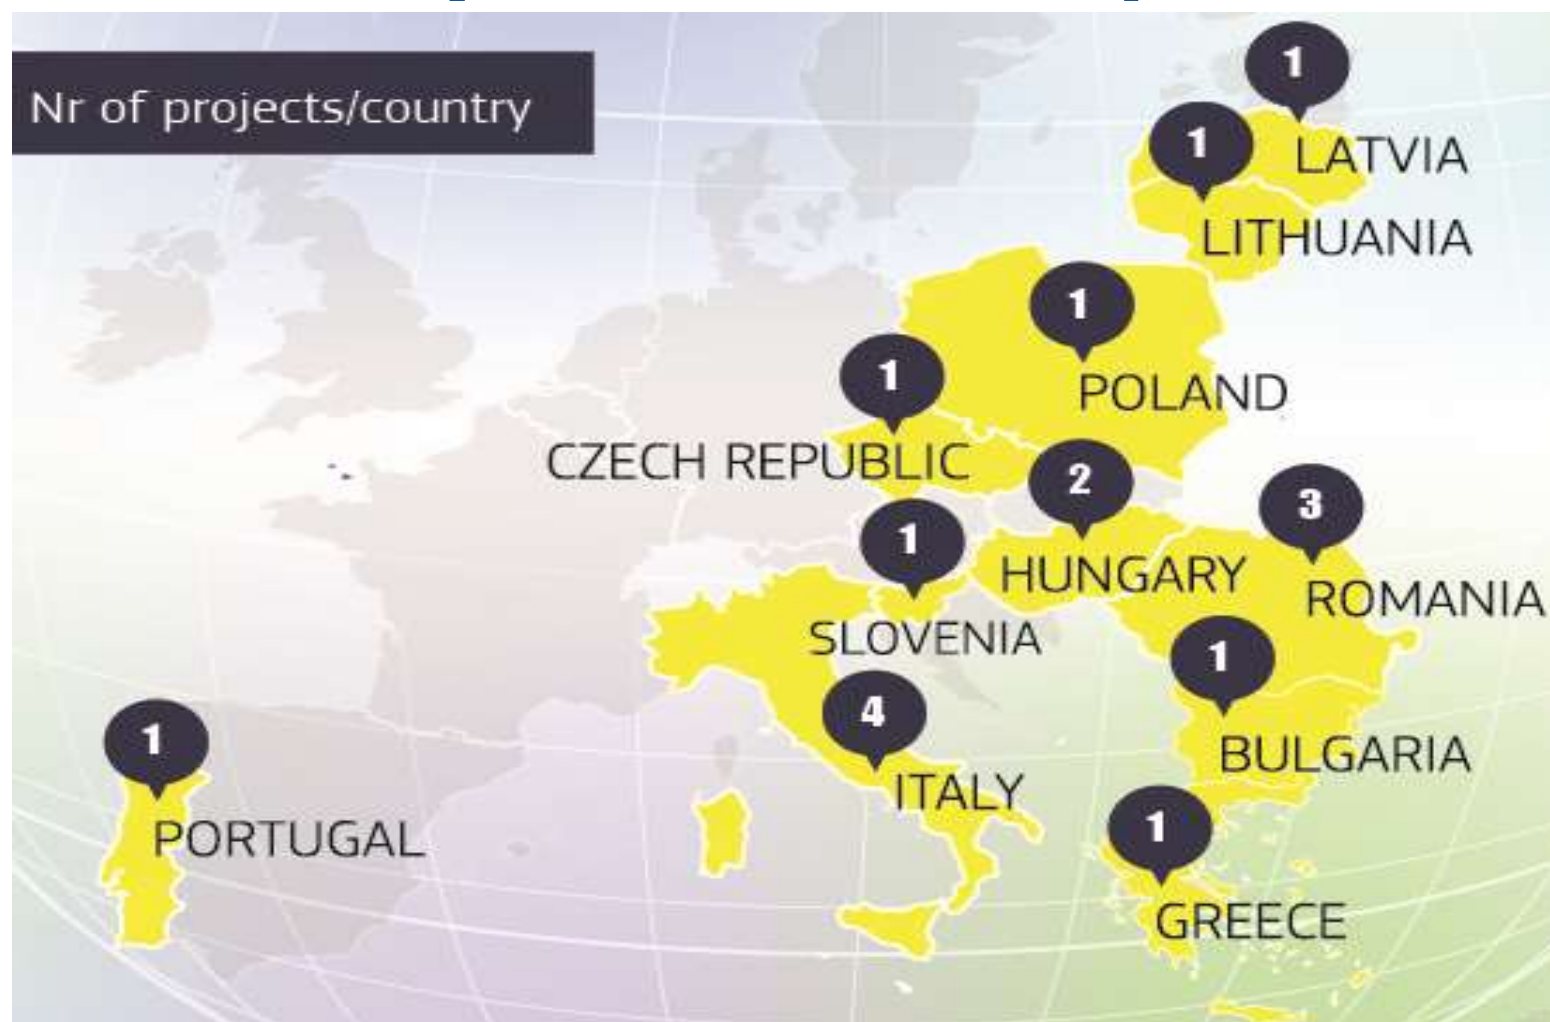 Nr of projects/country
1
LATVIA
1
LITHUANIA
1
POLAND
1
CZECH REPUBLIC
2
HUNGARY
3
ROMANIA
1
SLOVENIA
1
BULGARIA
4
ITALY
1
PORTUGAL
1
GREECE